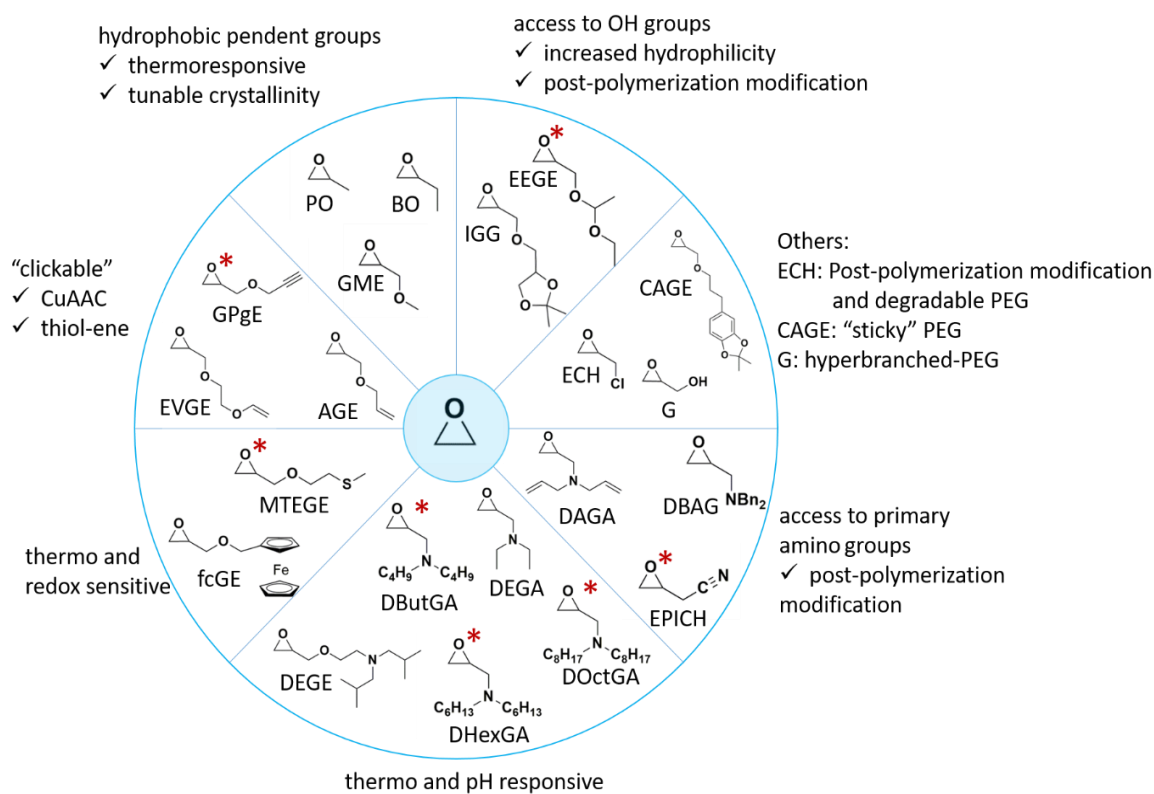 hydrophobic pendent groups
✓ thermoresponsive
✓ tunable crystallinity
access to OH groups
✓ increased hydrophilicity
✓ post-polymerization modification
O
PO
O
BO
O
O
GME
O*
EEGE
O
O
O
IGG
O
O
O
O
CAGE
O
O
O
O
ECH
Cl
O
OH
G
Others:
ECH: Post-polymerization modification
and degradable PEG
CAGE: “sticky” PEG
G: hyperbranched-PEG
“clickable”
✓ CuAAC
✓ thiol-ene
O*
O
GPgE
O
O
O
EVGE
O
O
AGE
O
O*
O
S
MTEGE
O
O
Fe
fcGE
thermo and
redox sensitive
O
N
DAGA
O
NBn2
DBAG
O*
N
EPICH
access to primary
amino groups
✓ post-polymerization
modification
O*
N
C4H9 C4H9
DButGA
O
N
DEGA
O*
N
C8H17 C8H17
DOctGA
O
O
N
DEGE
O*
N
C6H13 C6H13
DHexGA
thermo and pH responsive